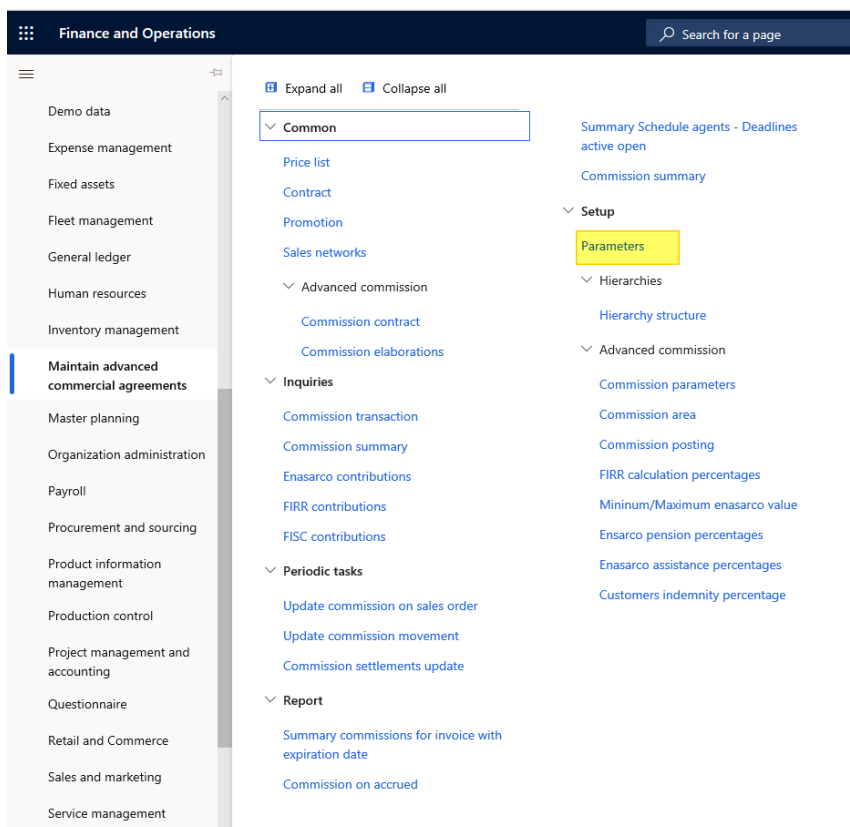 Finance and Operations
Search for a page
Demo data
Expense management
Fixed assets
Fleet management
General ledger
Human resources
Inventory management
Maintain advanced
commercial agreements
Master planning
Organization administration
Payroll
Procurement and sourcing
Product information
management
Production control
Project management and
accounting
Questionnaire
Retail and Commerce
Sales and marketing
Service management
Expand all
Collapse all
Common
Price list
Contract
Promotion
Sales networks
Advanced commission
Commission contract
Commission elaborations
Inquiries
Commission transaction
Commission summary
Enasarco contributions
FIRR contributions
FISC contributions
Periodic tasks
Update commission on sales order
Update commission movement
Commission settlements update
Report
Summary commissions for invoice with
expiration date
Commission on accrued
Summary Schedule agents - Deadlines
active open
Commission summary
Setup
Parameters
Hierarchies
Hierarchy structure
Advanced commission
Commission parameters
Commission area
Commission posting
FIRR calculation percentages
Mininum/Maximum enasarco value
Ensarco pension percentages
Enasarco assistance percentages
Customers indemnity percentage